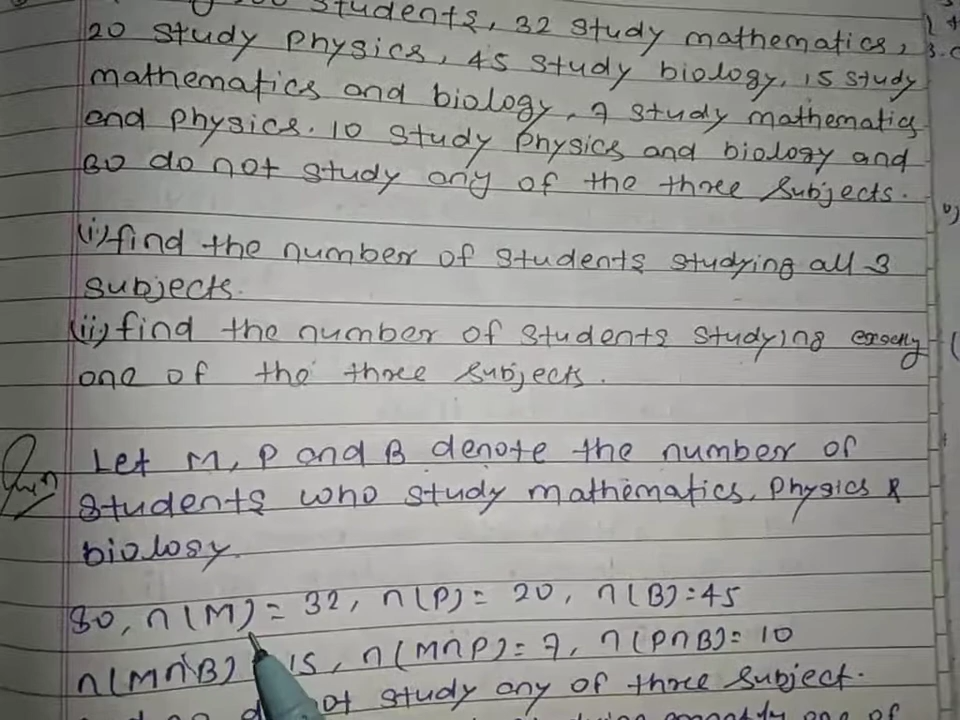 students, 32 study mathematics,
20 study physics, 45 study biology, 15 study
mathematics and biology, 7 study mathematics
and physics. 10 study physics and biology and
30 do not study any of the three subjects.
(i) find the number of students studying all 3
subjects.
(ii) find the number of students studying
one of the three subjects.
Let M, P and B denote the number of
students who study mathematics, physics &
biology.
so, n(M) = 32, n(P) = 20, n(B) = 45
n(M∩B) 15, n(M∩P) = 7, n(P∩B) = 10
not study any of three subject.